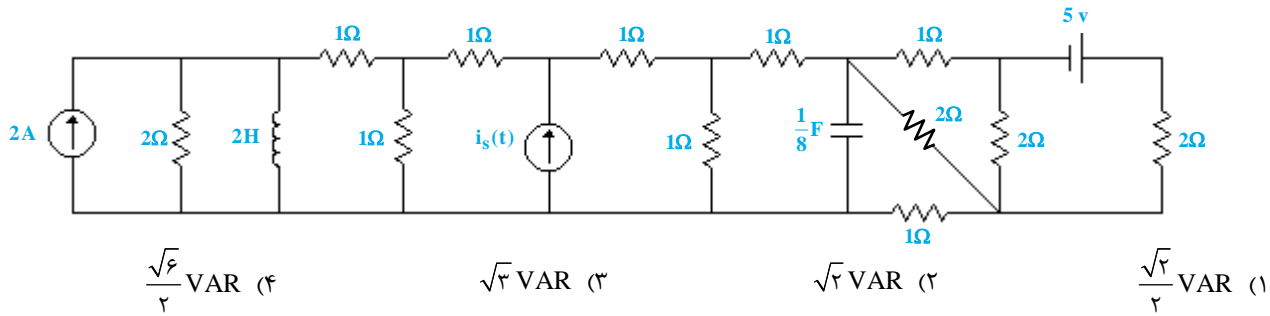 5 v
1Ω 1Ω 1Ω 1Ω 1Ω
2A 2Ω 2H 1Ω i_s(t) 1Ω 1/8 F 2Ω 2Ω 2Ω
1Ω
۱) √۲/۲ VAR ۲) √۲ VAR ۳) √۳ VAR ۴) √۶/۲ VAR